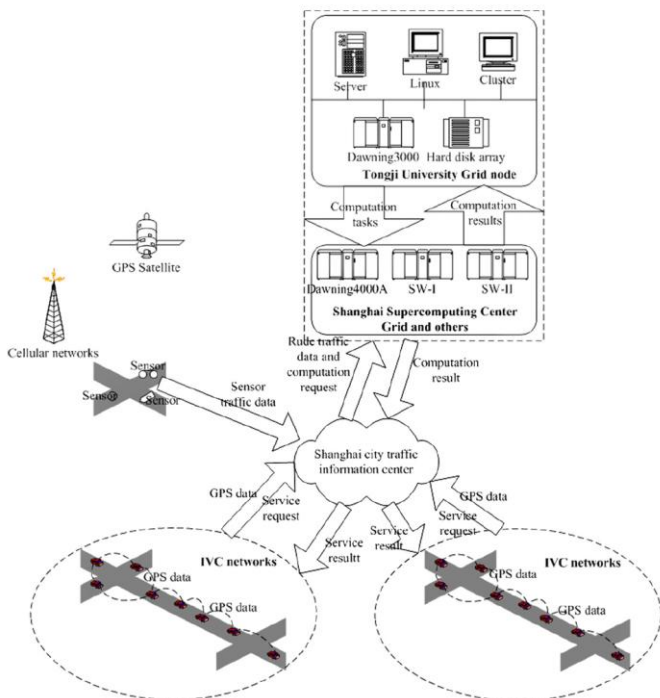 Server
Linux
Cluster
Dawning3000
Hard disk array
Tongji University Grid node
Computation
tasks
Computation
results
GPS Satellite
Dawning4000A
SW-I
SW-II
Shanghai Supercomputing Center
Grid and others
Cellular networks
Rude traffic
data and
computation
request
Computation
result
Sensor
Sensor
Sensor
Sensor
traffic data
Shanghai city traffic
information center
GPS data
Service
request
Service
resultt
Service
result
GPS data
Service
request
IVC networks
GPS data
GPS data
IVC networks
GPS data
GPS data